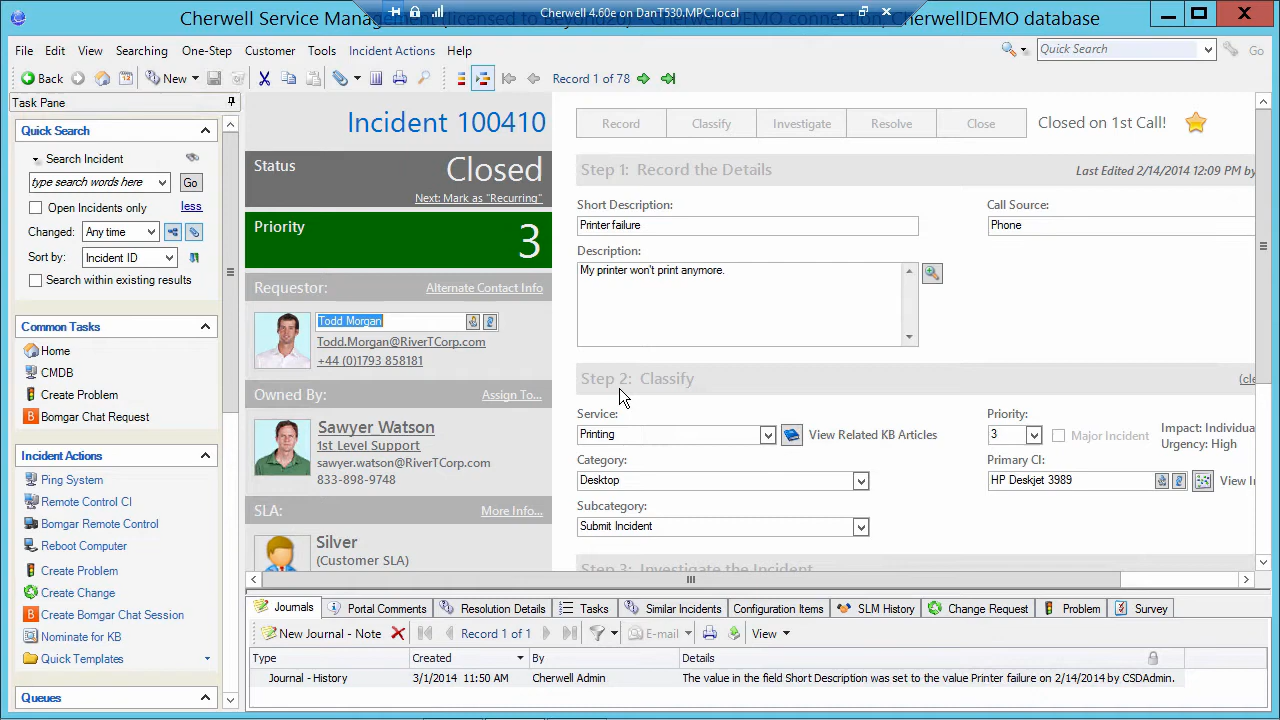 Cherwell Service Management (licensed to
Cherwell 4.60e on DanT530.MPC.local
DEMO connection, CherwellDEMO database
File Edit View Searching One-Step Customer Tools Incident Actions Help
Quick Search Go
Back New Record 1 of 78
Task Pane
Quick Search
Search Incident
type search words here Go
Open Incidents only less
Changed: Any time
Sort by: Incident ID
Search within existing results
Common Tasks
Home
CMDB
Create Problem
Bomgar Chat Request
Incident Actions
Ping System
Remote Control CI
Bomgar Remote Control
Reboot Computer
Create Problem
Create Change
Create Bomgar Chat Session
Nominate for KB
Quick Templates
Queues
Incident 100410
Status Closed
Next: Mark as "Recurring"
Priority 3
Requestor: Alternate Contact Info
Todd Morgan
Todd.Morgan@RiverTCorp.com
+44 (0)1793 858181
Owned By: Assign To...
Sawyer Watson
1st Level Support
sawyer.watson@RiverTCorp.com
833-898-9748
SLA: More Info...
Silver
(Customer SLA)
Record Classify Investigate Resolve Close Closed on 1st Call!
Step 1: Record the Details Last Edited 2/14/2014 12:09 PM by
Short Description: Call Source:
Printer failure Phone
Description:
My printer won't print anymore.
Step 2: Classify (cle
Service: Priority:
Printing View Related KB Articles 3 Major Incident Impact: Individua
Urgency: High
Category: Primary CI:
Desktop HP Deskjet 3989 View In
Subcategory:
Submit Incident
Step 3: Investigate the Incident
Journals Portal Comments Resolution Details Tasks Similar Incidents Configuration Items SLM History Change Request Problem Survey
New Journal - Note Record 1 of 1 E-mail View
Type Created By Details
Journal - History 3/1/2014 11:50 AM Cherwell Admin The value in the field Short Description was set to the value Printer failure on 2/14/2014 by CSDAdmin.